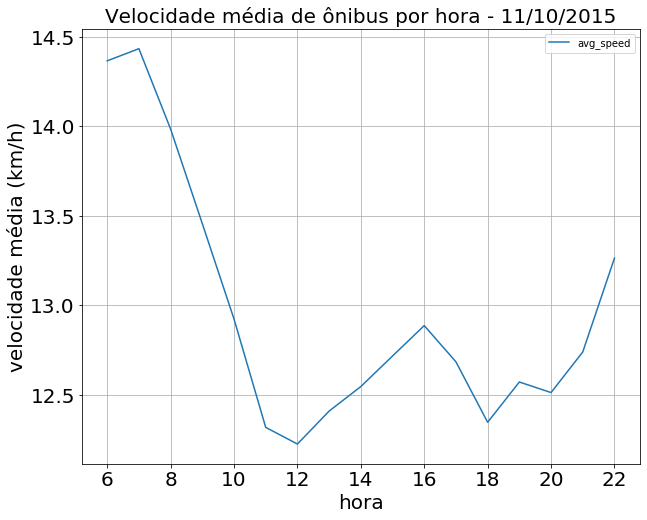 Velocidade média de ônibus por hora - 11/10/2015
avg_speed
14.5
14.0
13.5
13.0
12.5
velocidade média (km/h)
6 8 10 12 14 16 18 20 22
hora